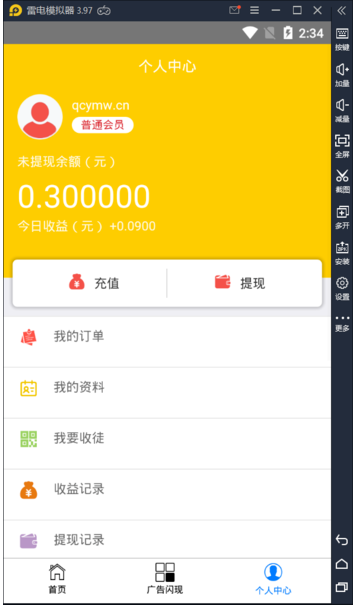 雷电模拟器 3.97
2:34
个人中心
qcymw.cn
普通会员
未提现余额（元）
0.300000
今日收益（元）+0.0900
充值
提现
我的订单
我的资料
我要收徒
收益记录
提现记录
首页
广告闪现
个人中心
按键
加量
减量
全屏
截图
多开
安装
设置
更多